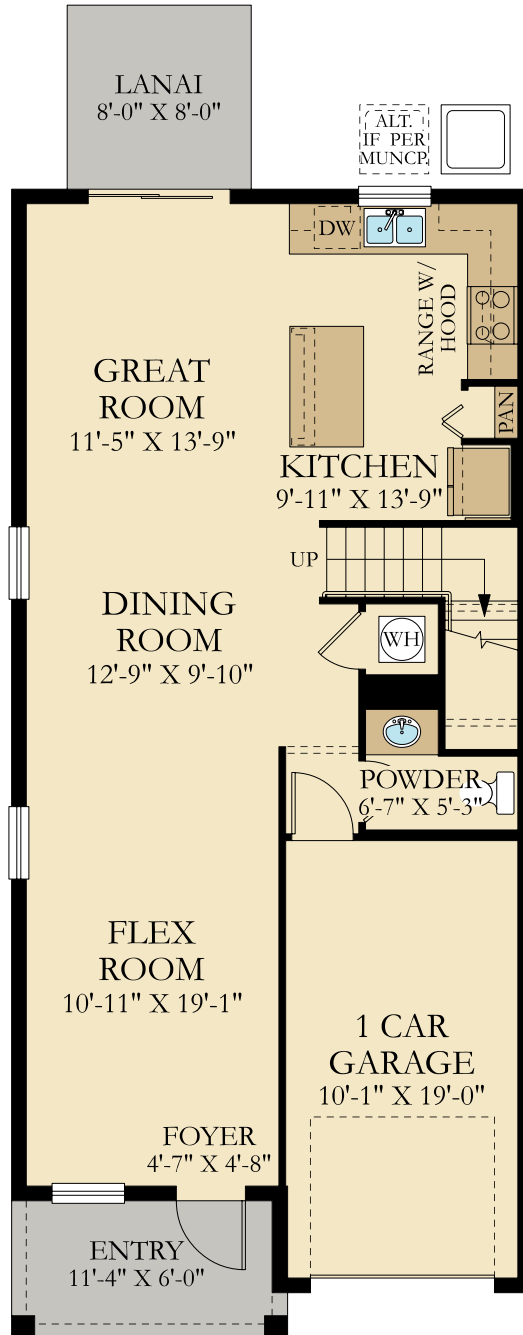 LANAI
8'-0" X 8'-0"
ALT.
IF PER
MUNCP.
DW
RANGE W/
HOOD
GREAT
ROOM
11'-5" X 13'-9"
PAN
KITCHEN
9'-11" X 13'-9"
UP
DINING
ROOM
12'-9" X 9'-10"
WH
POWDER
6'-7" X 5'-3"
FLEX
ROOM
10'-11" X 19'-1"
1 CAR
GARAGE
10'-1" X 19'-0"
FOYER
4'-7" X 4'-8"
ENTRY
11'-4" X 6'-0"